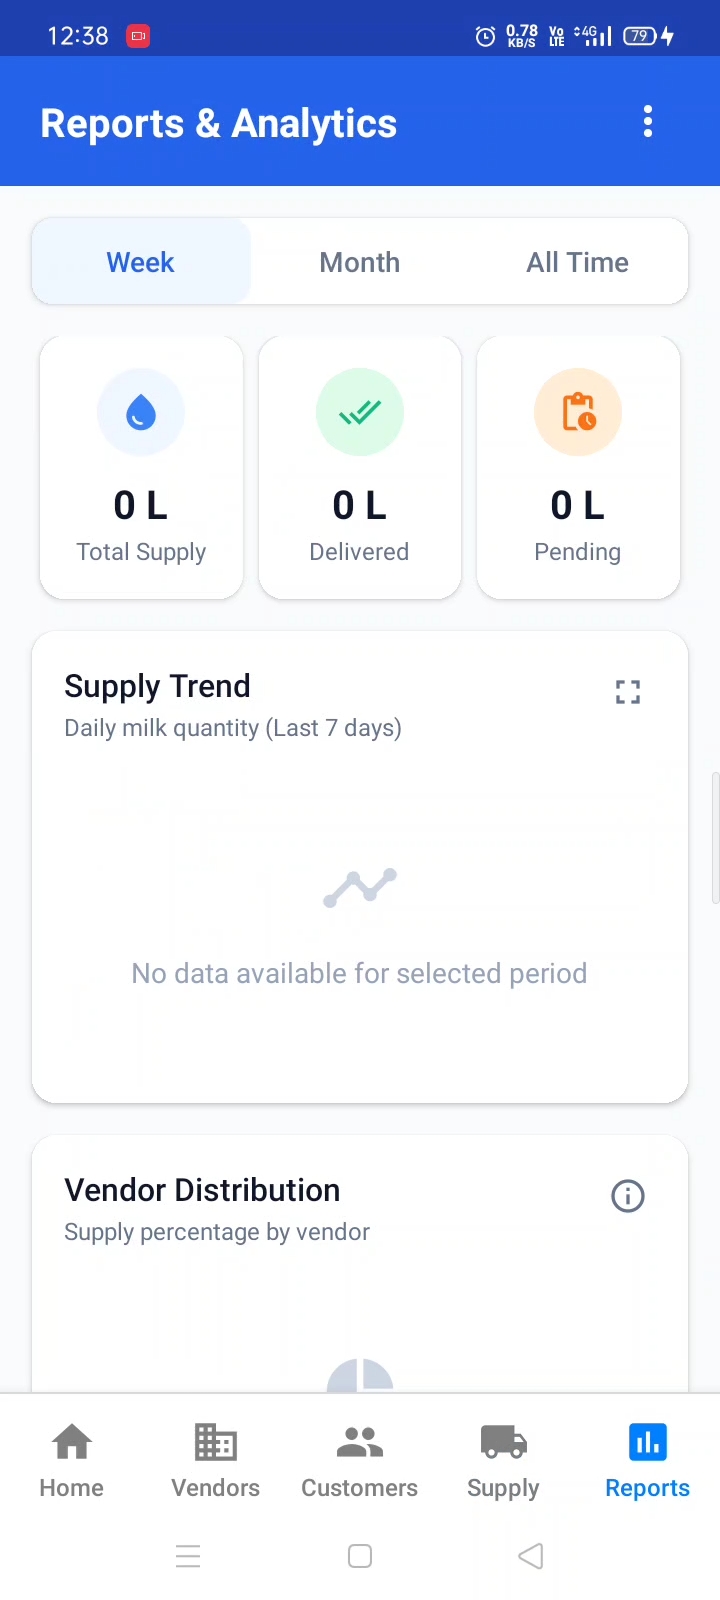 12:38 0.78 KB/S Vo LTE 4G 79
Reports & Analytics
Week Month All Time
0 L 0 L 0 L
Total Supply Delivered Pending
Supply Trend
Daily milk quantity (Last 7 days)
No data available for selected period
Vendor Distribution
Supply percentage by vendor
Home Vendors Customers Supply Reports